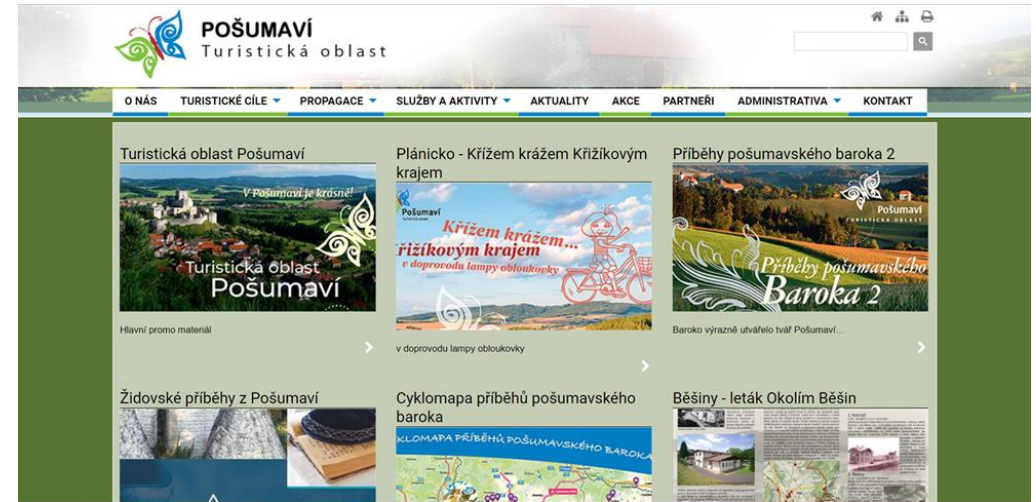 POŠUMAVÍ
Turistická oblast
O NÁS TURISTICKÉ CÍLE PROPAGACE SLUŽBY A AKTIVITY AKTUALITY AKCE PARTNEŘI ADMINISTRATIVA KONTAKT
Turistická oblast Pošumaví
V Pošumaví je krásně!
Turistická oblast
Pošumaví
Hlavní promo materiál
Plánicko - Křížem krážem Křižíkovým
krajem
Pošumaví
Křížem krážem...
řižíkovým krajem
v doprovodu lampy obloukovky
v doprovodu lampy obloukovky
Příběhy pošumavského baroka 2
Pošumaví
TURISTICKÁ OBLAST
Příběhy pošumavského
Baroka 2
Baroko výrazně utvářelo tvář Pošumaví...
Židovské příběhy z Pošumaví
Cyklomapa příběhů pošumavského
baroka
KLOMAPA PŘÍBĚHŮ POŠUMAVSKÉHO BAROKA
Běšiny - leták Okolím Běšin